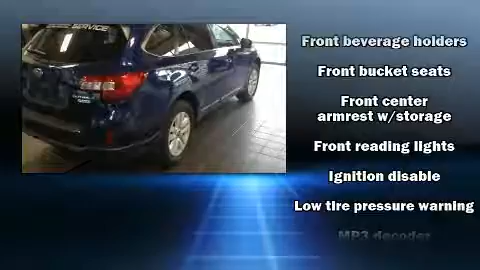 SERVICE
Front beverage holders
Front bucket seats
Front center
armrest w/storage
Front reading lights
Ignition disable
Low tire pressure warning
MP3 decoder